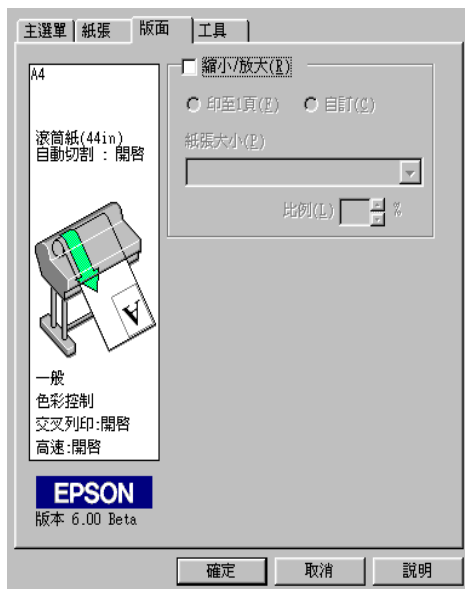 主選單 紙張 版面 工具
A4
滾筒紙(44in)
自動切割 : 開啓
A
一般
色彩控制
交叉列印:開啓
高速:開啓
EPSON
版本 6.00 Beta
縮小/放大(R)
印至1頁(F) 自訂(C)
紙張大小(P)
比例(L) %
確定 取消 說明